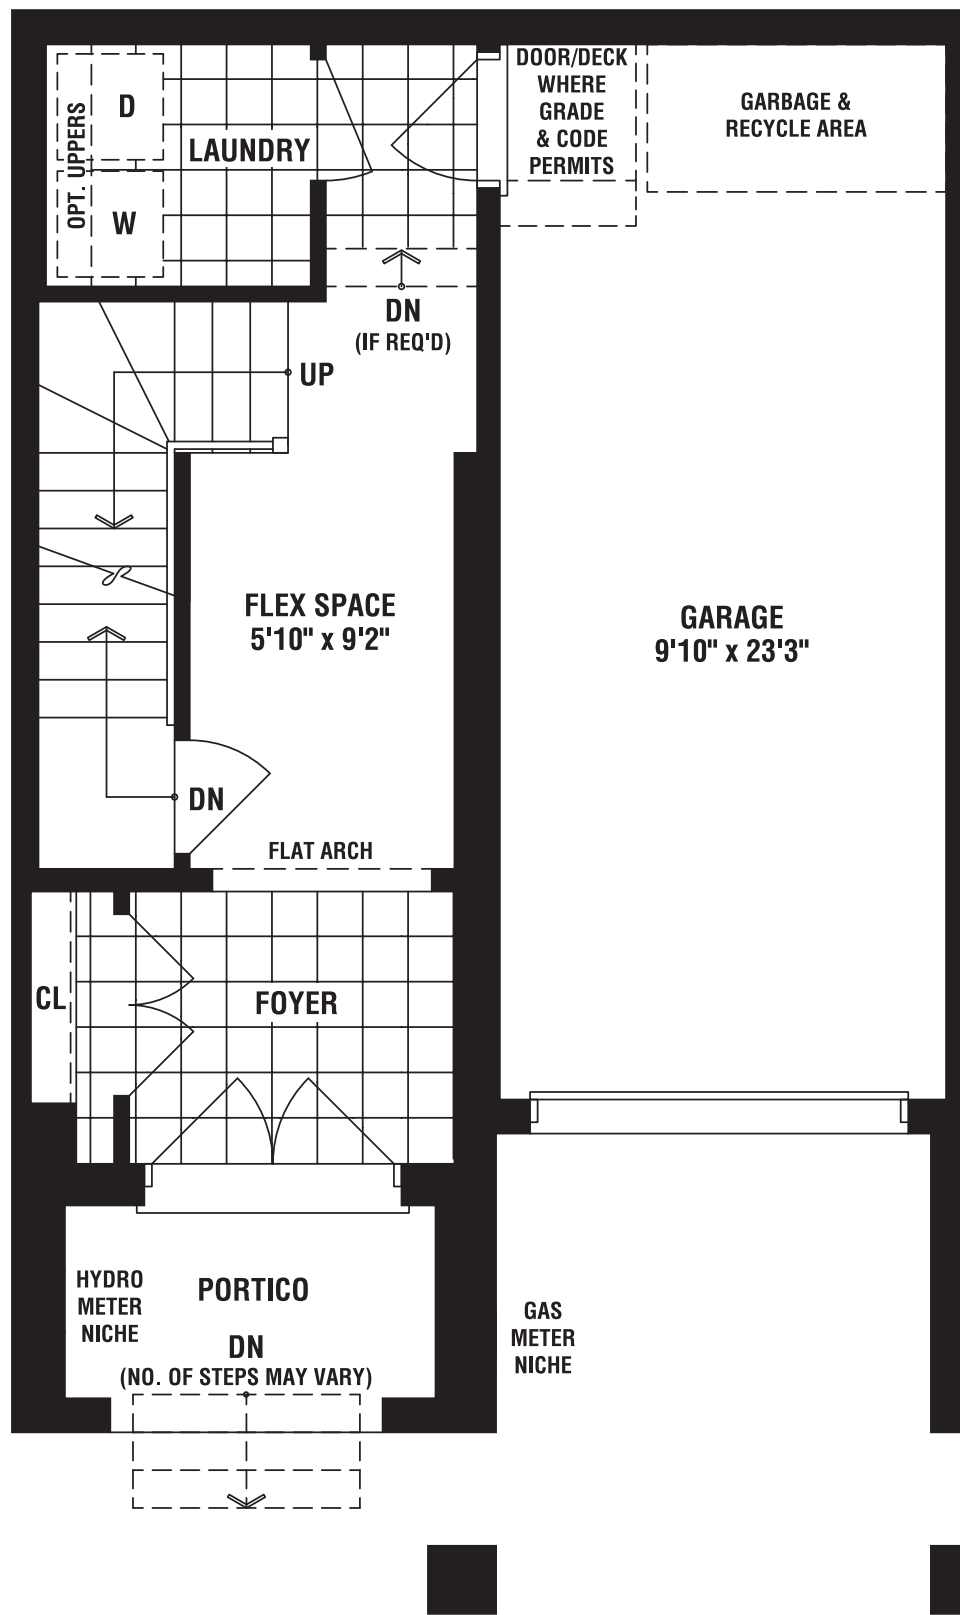 DOOR/DECK
WHERE
GRADE
& CODE
PERMITS
GARBAGE &
RECYCLE AREA
D
OPT. UPPERS
LAUNDRY
W
DN
(IF REQ'D)
UP
FLEX SPACE
5'10" x 9'2"
GARAGE
9'10" x 23'3"
DN
FLAT ARCH
CL
FOYER
HYDRO
METER
NICHE
PORTICO
DN
(NO. OF STEPS MAY VARY)
GAS
METER
NICHE